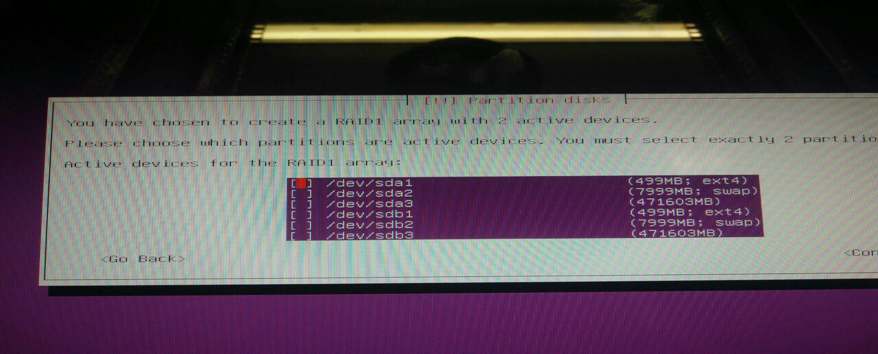 [!!] Partition disks
You have chosen to create a RAID1 array with 2 active devices.
Please choose which partitions are active devices. You must select exactly 2 partitio
Active devices for the RAID1 array:
[ ] /dev/sda1 (499MB; ext4)
[ ] /dev/sda2 (7999MB; swap)
[ ] /dev/sda3 (471603MB)
[ ] /dev/sdb1 (499MB; ext4)
[ ] /dev/sdb2 (7999MB; swap)
[ ] /dev/sdb3 (471603MB)
<Go Back> <Con